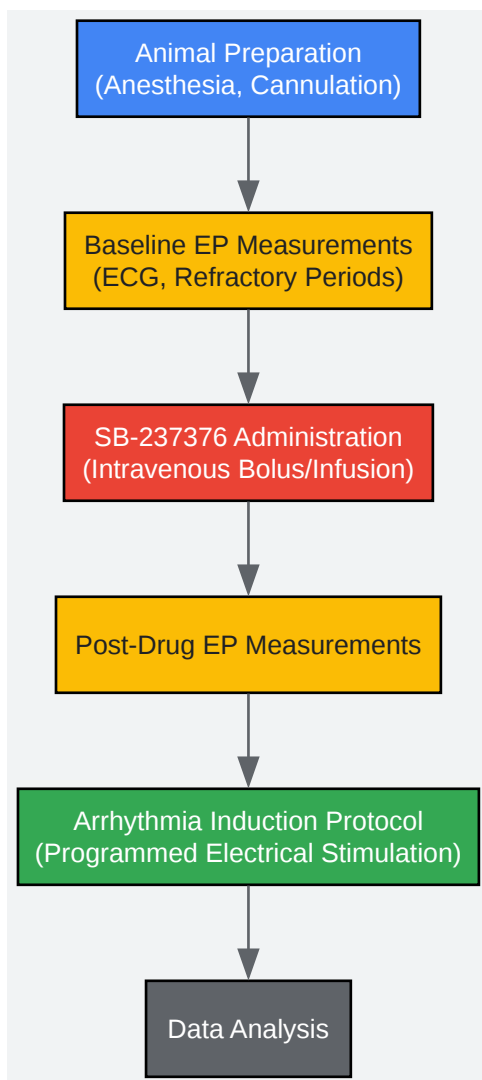 Animal Preparation
(Anesthesia, Cannulation)
Baseline EP Measurements
(ECG, Refractory Periods)
SB-237376 Administration
(Intravenous Bolus/Infusion)
Post-Drug EP Measurements
Arrhythmia Induction Protocol
(Programmed Electrical Stimulation)
Data Analysis